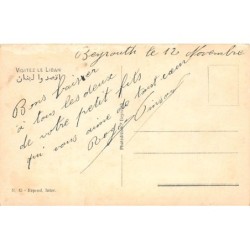 Beyrouth le 12 Novembre
VISITEZ LE LIBAN
Bons baisers
à tous les deux
de votre petit fils
qui vous aime de tout cœur